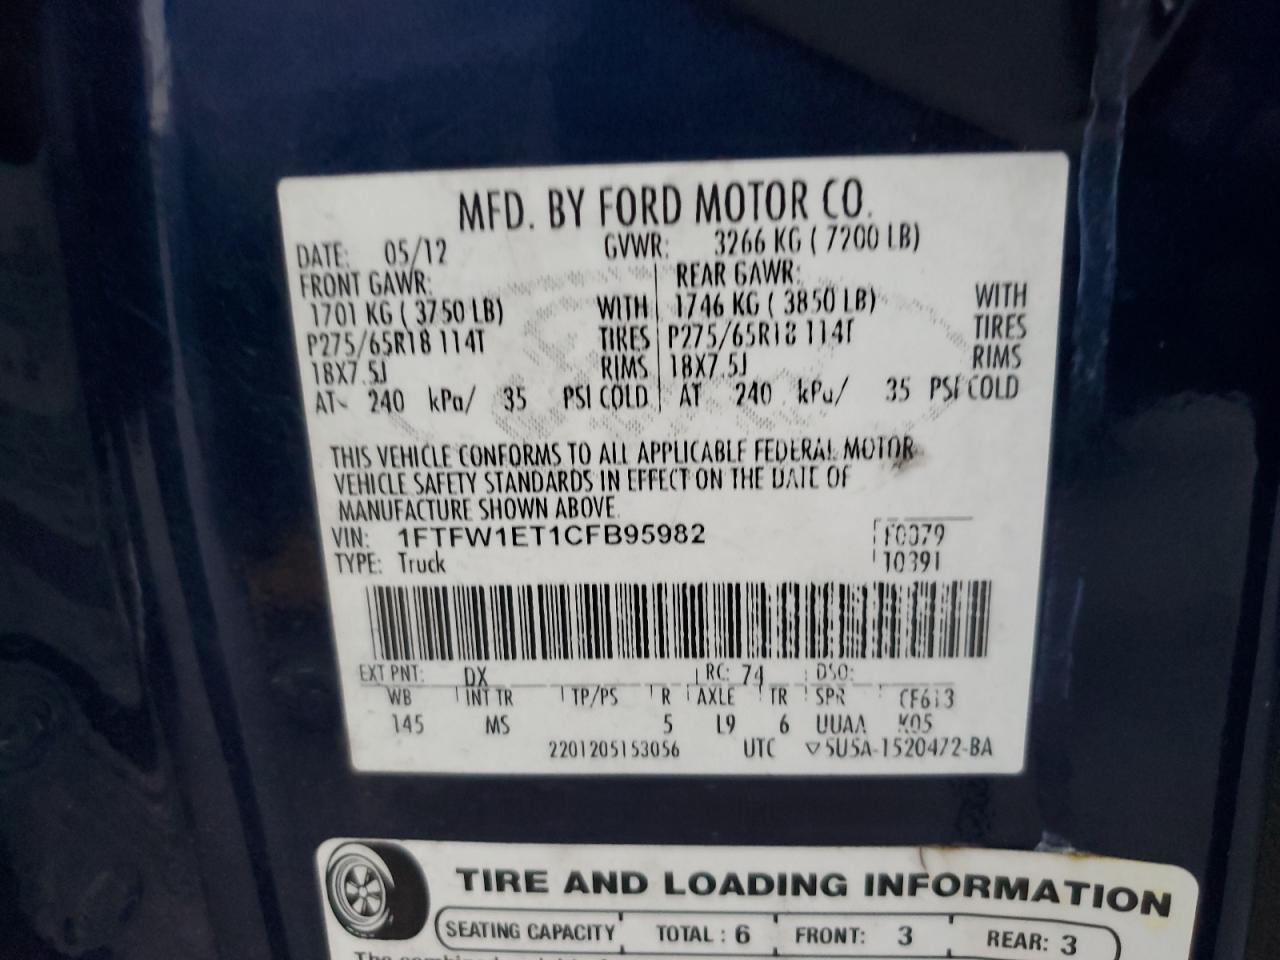 MFD. BY FORD MOTOR CO.
DATE: 05/12 GVWR: 3266 KG ( 7200 LB)
FRONT GAWR: REAR GAWR:
1701 KG ( 3750 LB) WITH 1746 KG ( 3850 LB) WITH
P275/65R18 114T TIRES P275/65R18 114T TIRES
18X7.5J RIMS 18X7.5J RIMS
AT 240 kPa/ 35 PSI COLD AT 240 kPa/ 35 PSI COLD
THIS VEHICLE CONFORMS TO ALL APPLICABLE FEDERAL MOTOR
VEHICLE SAFETY STANDARDS IN EFFECT ON THE DATE OF
MANUFACTURE SHOWN ABOVE.
VIN: 1FTFW1ET1CFB95982 F0079
TYPE: Truck 10391
EXT PNT: DX RC: 74 DSO:
WB INT TR TP/PS R AXLE TR SPR CF613
145 MS 5 L9 6 UUAA K05
2201205153056 UTC ▽5U5A-1520472-BA
TIRE AND LOADING INFORMATION
SEATING CAPACITY TOTAL : 6 FRONT: 3 REAR: 3